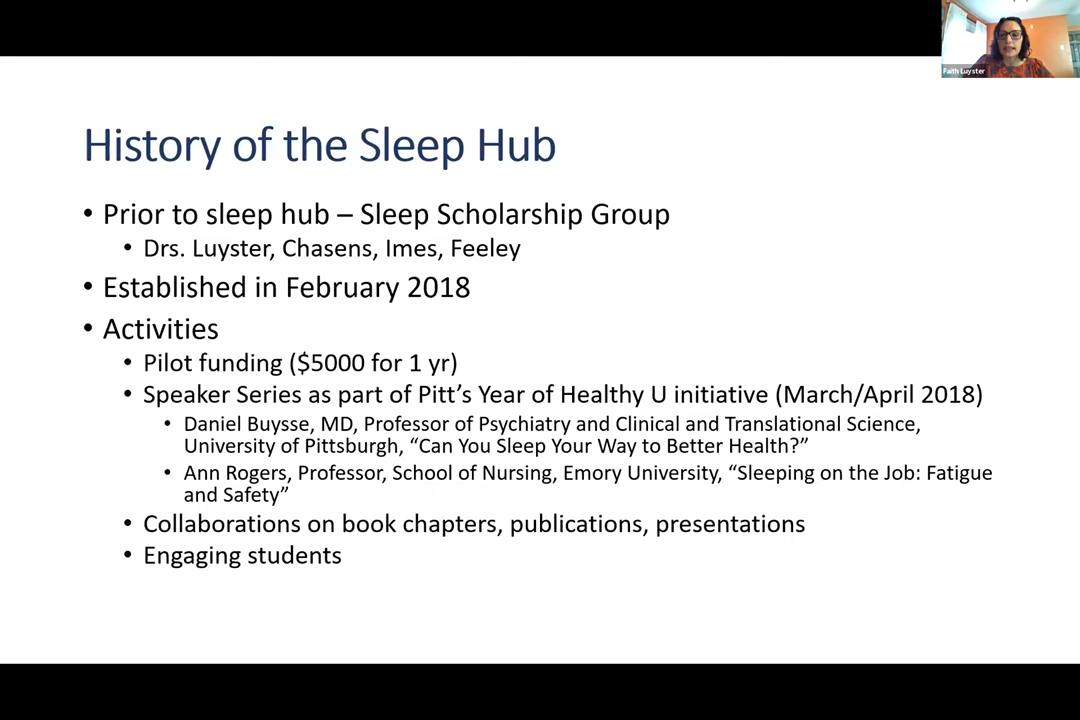 Faith Luyster
History of the Sleep Hub
• Prior to sleep hub – Sleep Scholarship Group
• Drs. Luyster, Chasens, Imes, Feeley
• Established in February 2018
• Activities
• Pilot funding ($5000 for 1 yr)
• Speaker Series as part of Pitt’s Year of Healthy U initiative (March/April 2018)
• Daniel Buysse, MD, Professor of Psychiatry and Clinical and Translational Science,
University of Pittsburgh, “Can You Sleep Your Way to Better Health?”
• Ann Rogers, Professor, School of Nursing, Emory University, “Sleeping on the Job: Fatigue
and Safety”
• Collaborations on book chapters, publications, presentations
• Engaging students